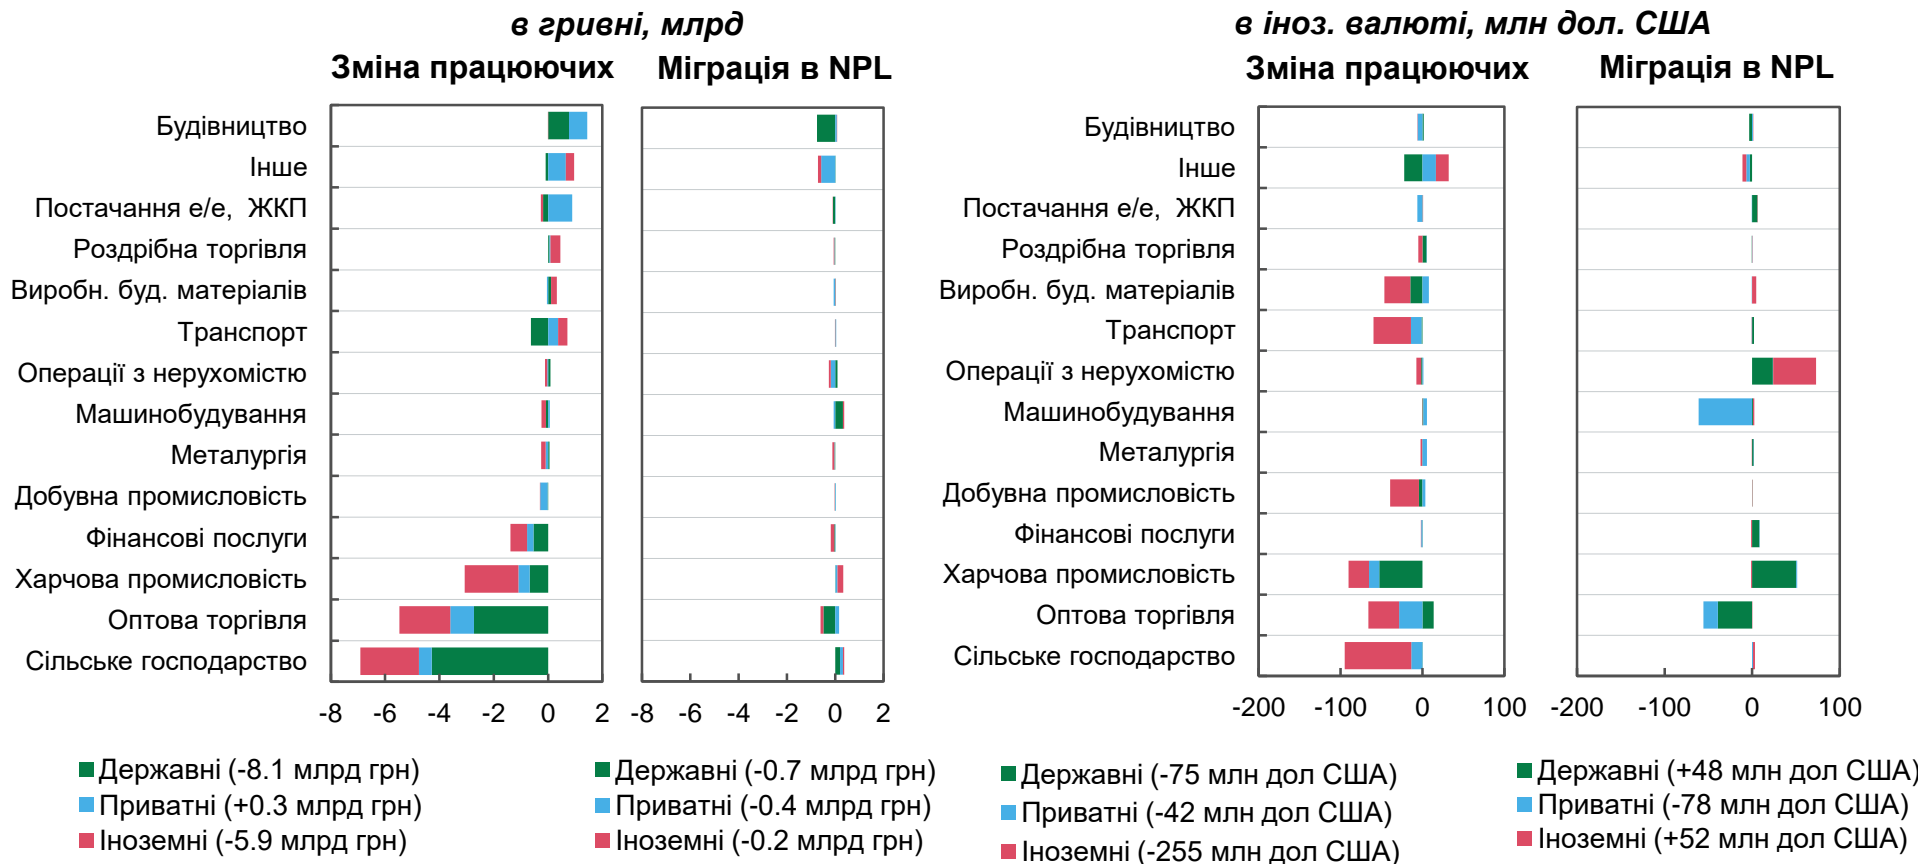 в гривні, млрд
в іноз. валюті, млн дол. США
Зміна працюючих
Міграція в NPL
Зміна працюючих
Міграція в NPL
Будівництво
Інше
Постачання е/е, ЖКП
Роздрібна торгівля
Виробн. буд. матеріалів
Транспорт
Операції з нерухомістю
Машинобудування
Металургія
Добувна промисловість
Фінансові послуги
Харчова промисловість
Оптова торгівля
Сільське господарство
-8 -6 -4 -2 0 2
-8 -6 -4 -2 0 2
Будівництво
Інше
Постачання е/е, ЖКП
Роздрібна торгівля
Виробн. буд. матеріалів
Транспорт
Операції з нерухомістю
Машинобудування
Металургія
Добувна промисловість
Фінансові послуги
Харчова промисловість
Оптова торгівля
Сільське господарство
-200 -100 0 100
-200 -100 0 100
Державні (-8.1 млрд грн)
Приватні (+0.3 млрд грн)
Іноземні (-5.9 млрд грн)
Державні (-0.7 млрд грн)
Приватні (-0.4 млрд грн)
Іноземні (-0.2 млрд грн)
Державні (-75 млн дол США)
Приватні (-42 млн дол США)
Іноземні (-255 млн дол США)
Державні (+48 млн дол США)
Приватні (-78 млн дол США)
Іноземні (+52 млн дол США)